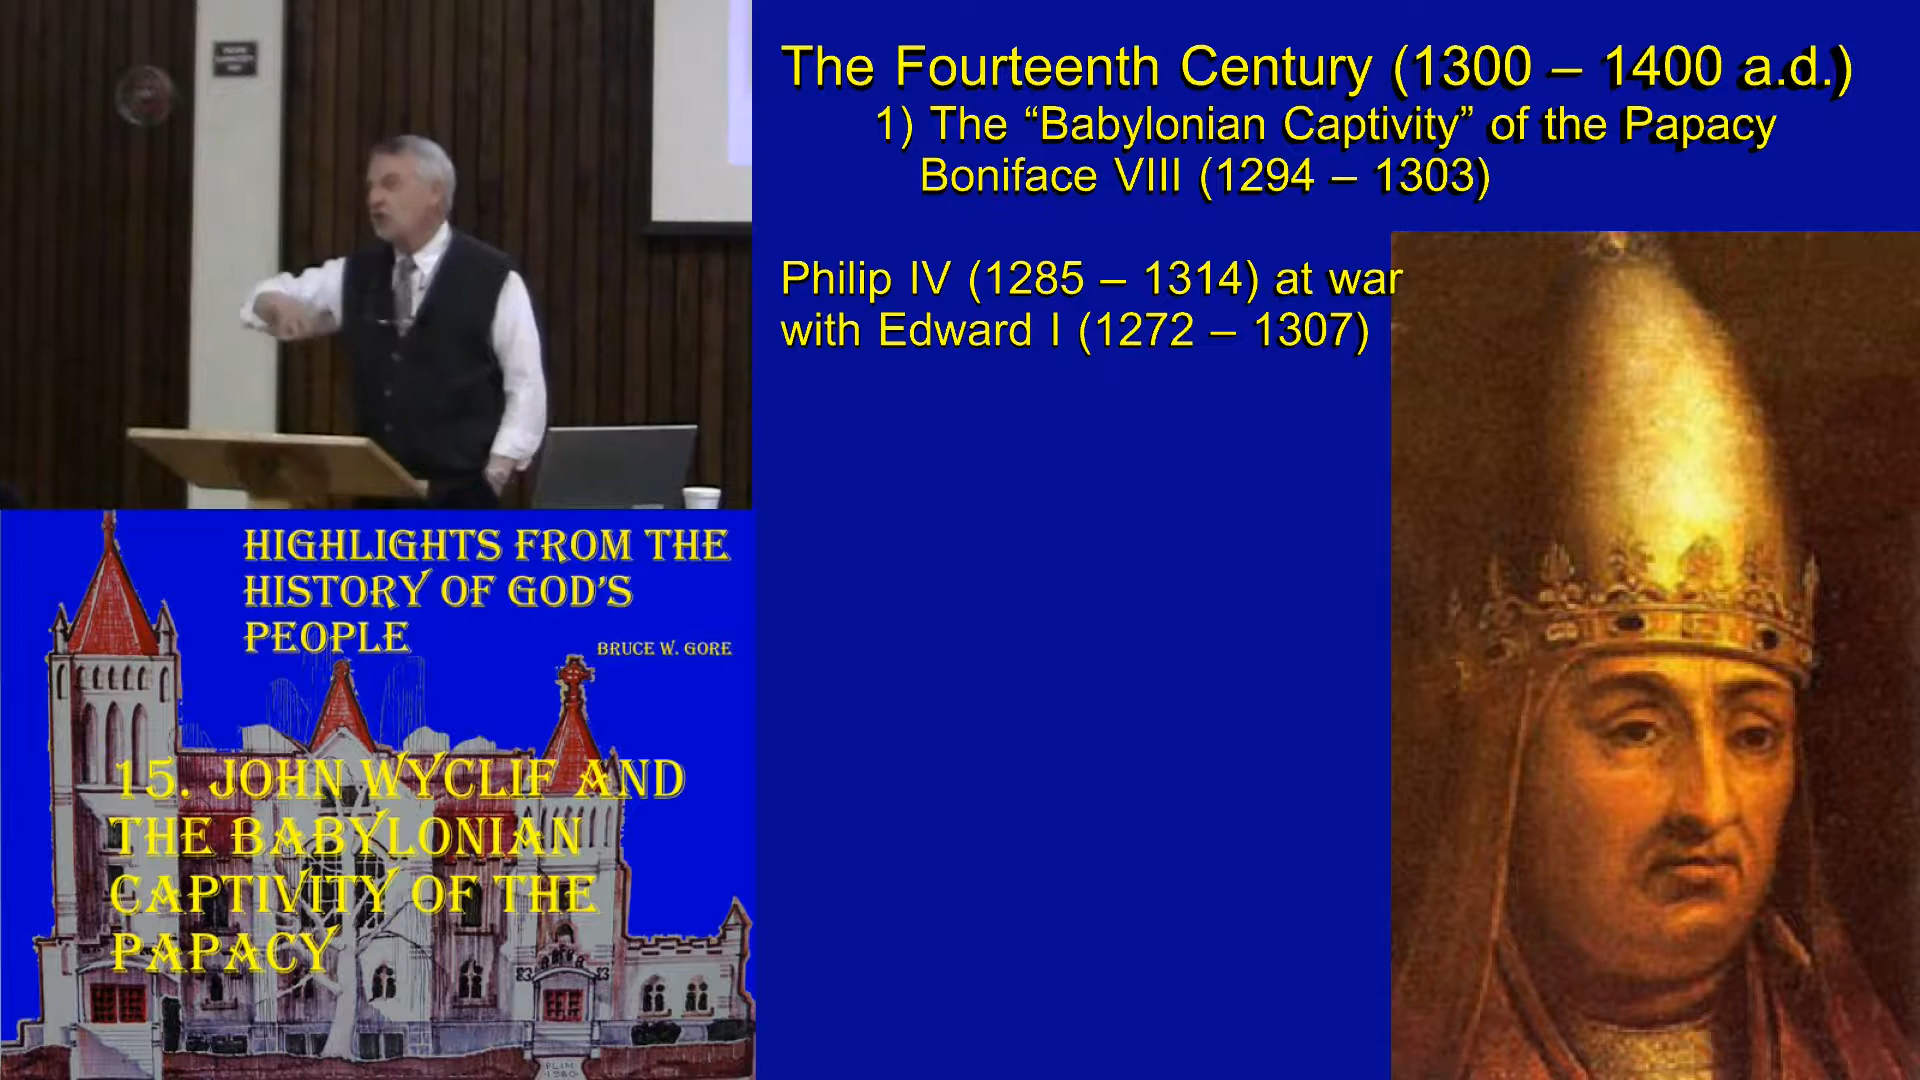 The Fourteenth Century (1300 – 1400 a.d.)
1) The “Babylonian Captivity” of the Papacy
Boniface VIII (1294 – 1303)
Philip IV (1285 – 1314) at war
with Edward I (1272 – 1307)
HIGHLIGHTS FROM THE
HISTORY OF GOD’S
PEOPLE
BRUCE W. GORE
15. JOHN WYCLIF AND
THE BABYLONIAN
CAPTIVITY OF THE
PAPACY